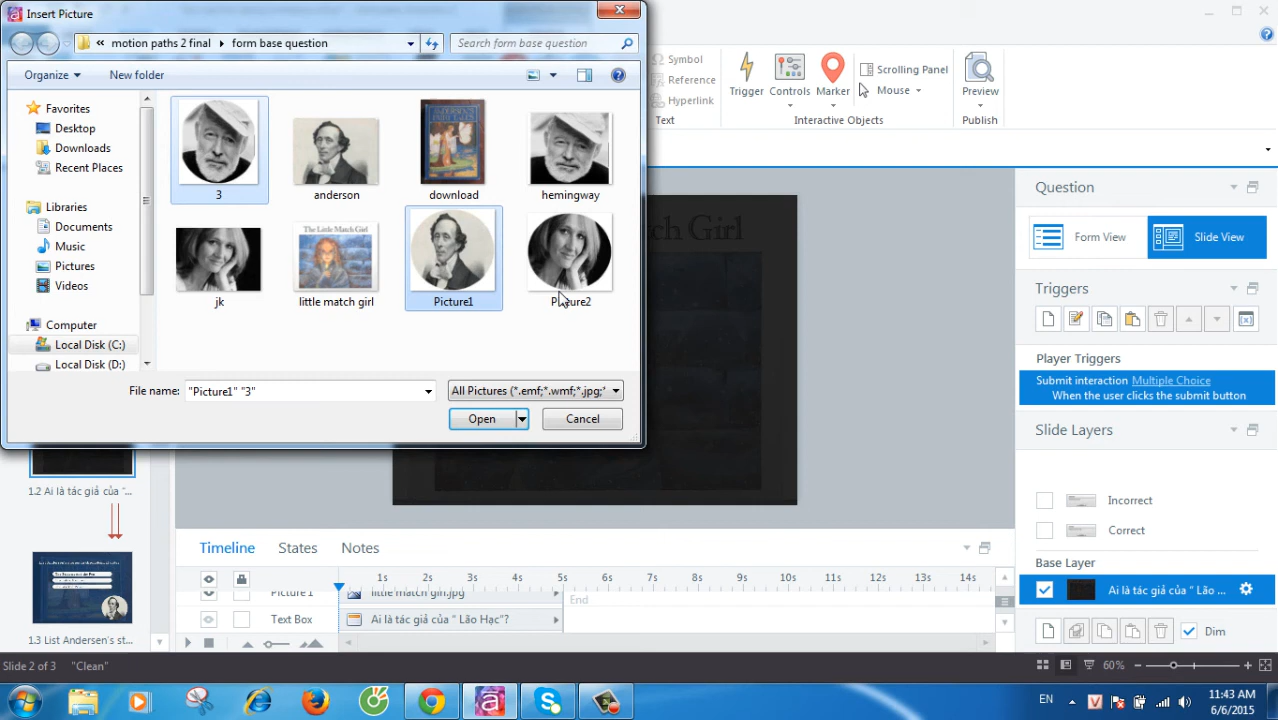 Insert Picture
« motion paths 2 final
form base question
Search form base question
Organize
New folder
Favorites
Desktop
Downloads
Recent Places
Libraries
Documents
Music
Pictures
Videos
Computer
Local Disk (C:)
Local Disk (D:)
3
anderson
download
hemingway
The Little Match Girl
jk
little match girl
Picture1
Picture2
File name:
"Picture1" "3"
All Pictures (*.emf;*.wmf;*.jpg;*
Open
Cancel
Symbol
Reference
Hyperlink
Text
Trigger
Controls
Marker
Scrolling Panel
Mouse
Interactive Objects
Preview
Publish
ch Girl
Question
Form View
Slide View
Triggers
Player Triggers
Submit interaction Multiple Choice
When the user clicks the submit button
Slide Layers
Incorrect
Correct
Base Layer
Ai là tác giả của “ Lão ...
Dim
1.2 Ai là tác giả của “...
1.3 List Andersen’s st...
Timeline
States
Notes
1s 2s 3s 4s 5s 6s 7s 8s 9s 10s 11s 12s 13s 14s
Picture 1
little match girl.jpg
End
Text Box
Ai là tác giả của “ Lão Hạc”?
Slide 2 of 3
"Clean"
60%
EN
11:43 AM
6/6/2015